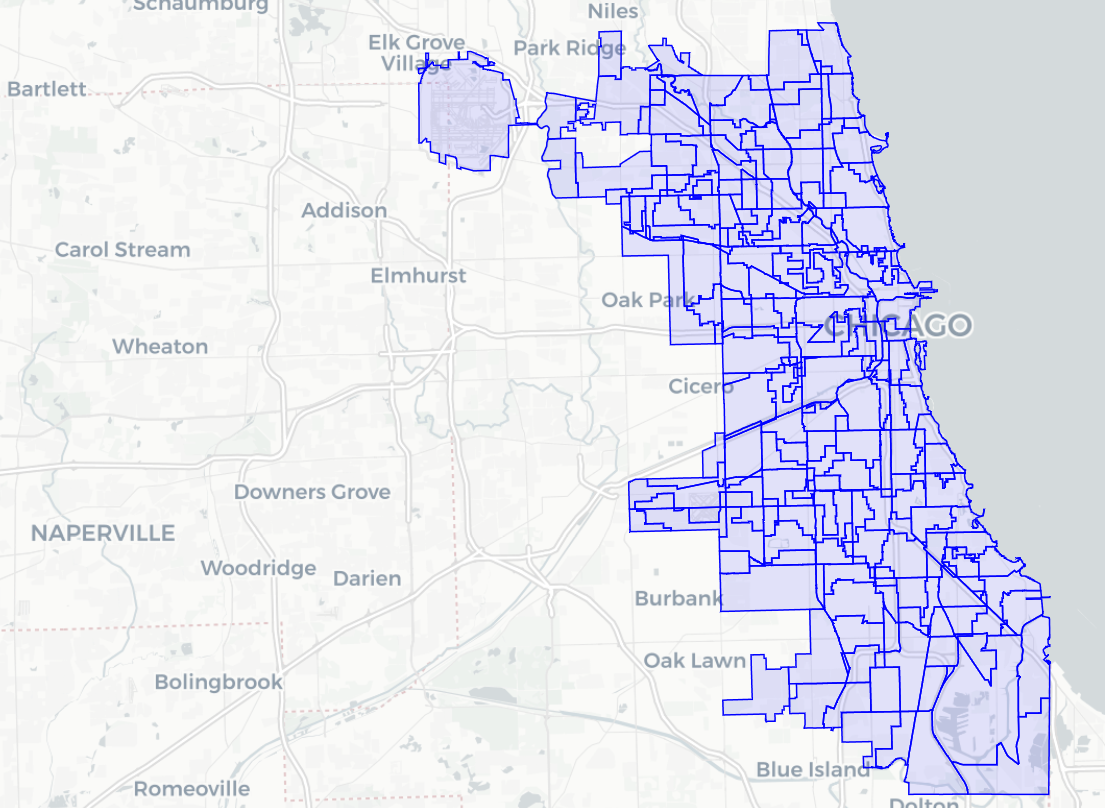 Schaumburg
Niles
Elk Grove
Village
Park Ridge
Bartlett
Addison
Carol Stream
Elmhurst
Oak Park
CHICAGO
Wheaton
Cicero
Downers Grove
NAPERVILLE
Woodridge
Darien
Burbank
Oak Lawn
Bolingbrook
Blue Island
Romeoville
Dolton